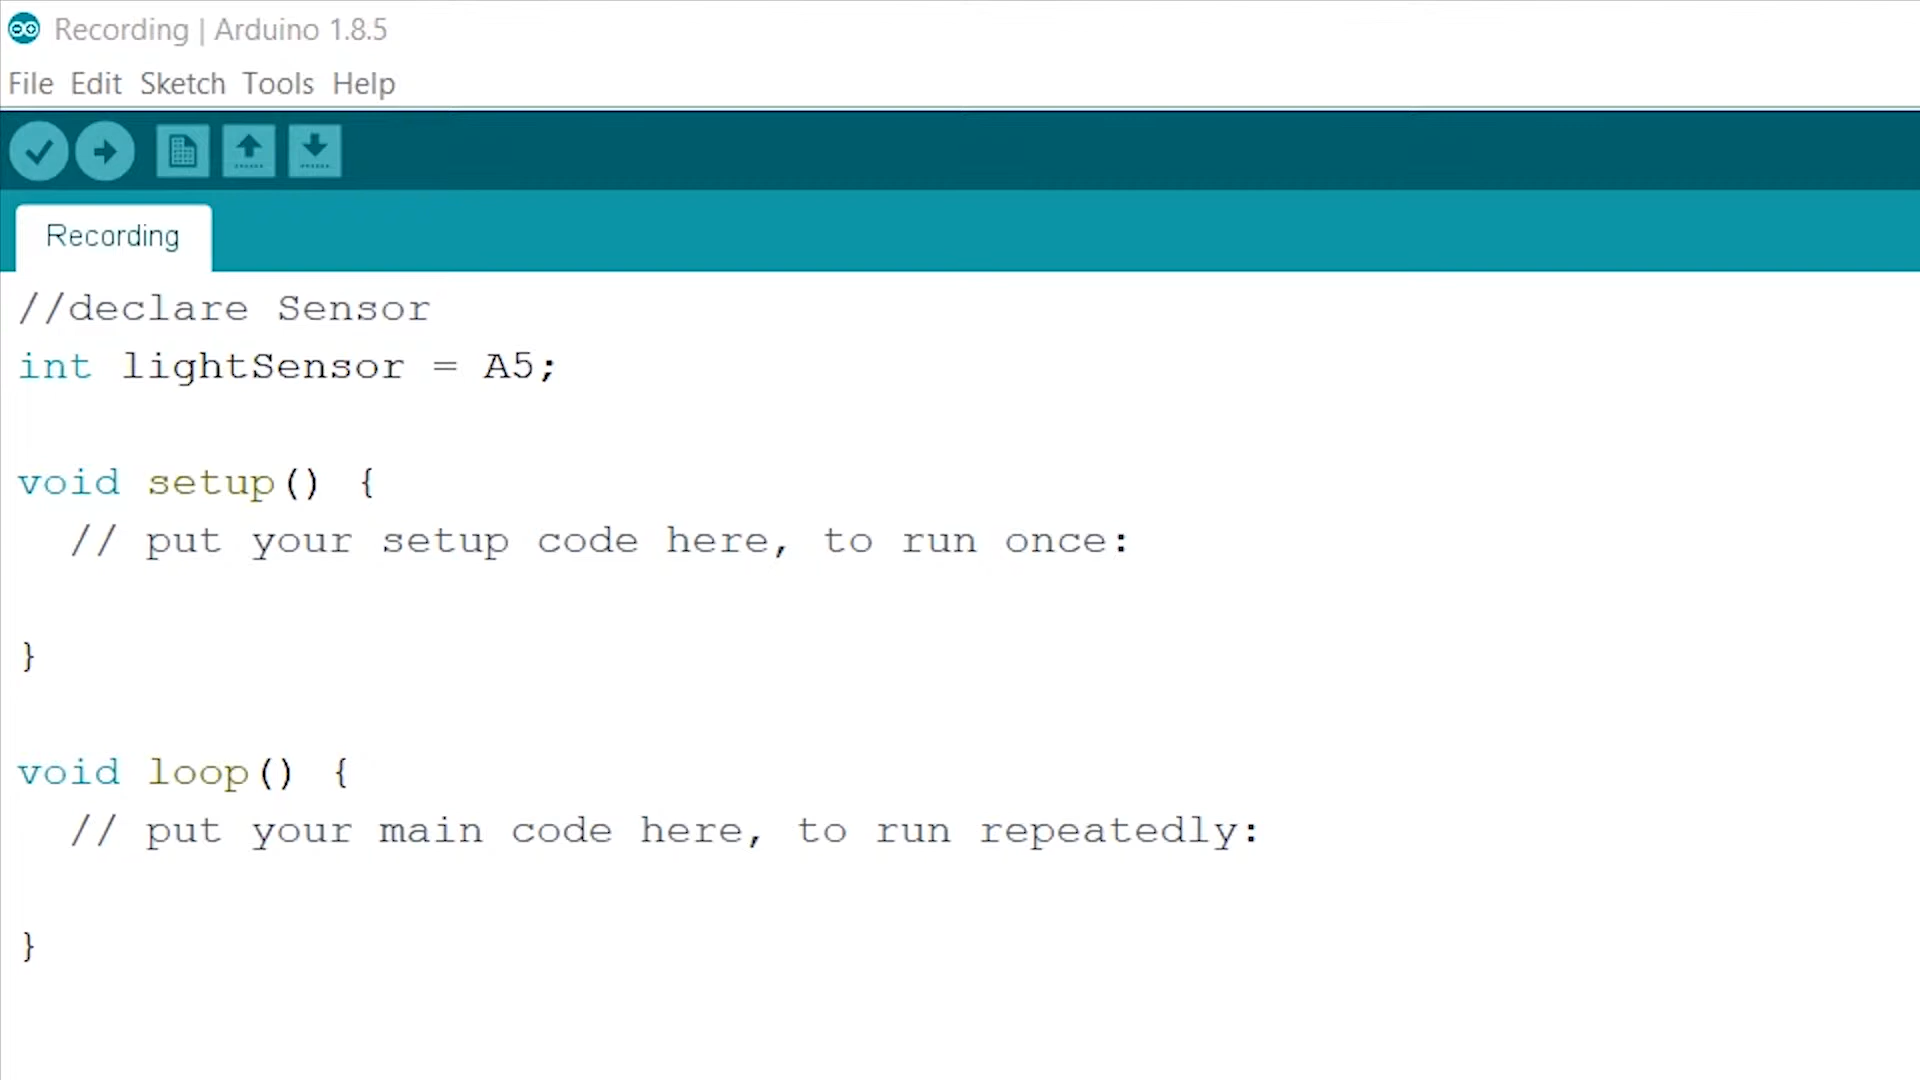 Recording | Arduino 1.8.5
File Edit Sketch Tools Help
Recording
//declare Sensor
int lightSensor = A5;
void setup() {
// put your setup code here, to run once:
}
void loop() {
// put your main code here, to run repeatedly:
}